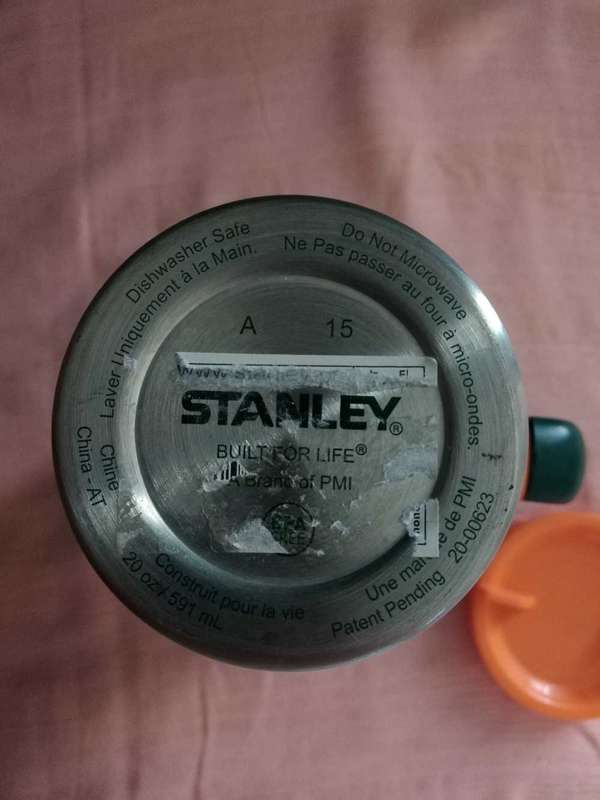 Dishwasher Safe
Laver Uniquement à la Main.
Do Not Microwave
Ne Pas passer au four à micro-ondes.
A 15
STANLEY®
BUILT FOR LIFE®
A Brand of PMI
BPA
FREE
Chine
China - AT
Construit pour la vie
20 oz / 591 mL
Une marque de PMI
Patent Pending 20-00623